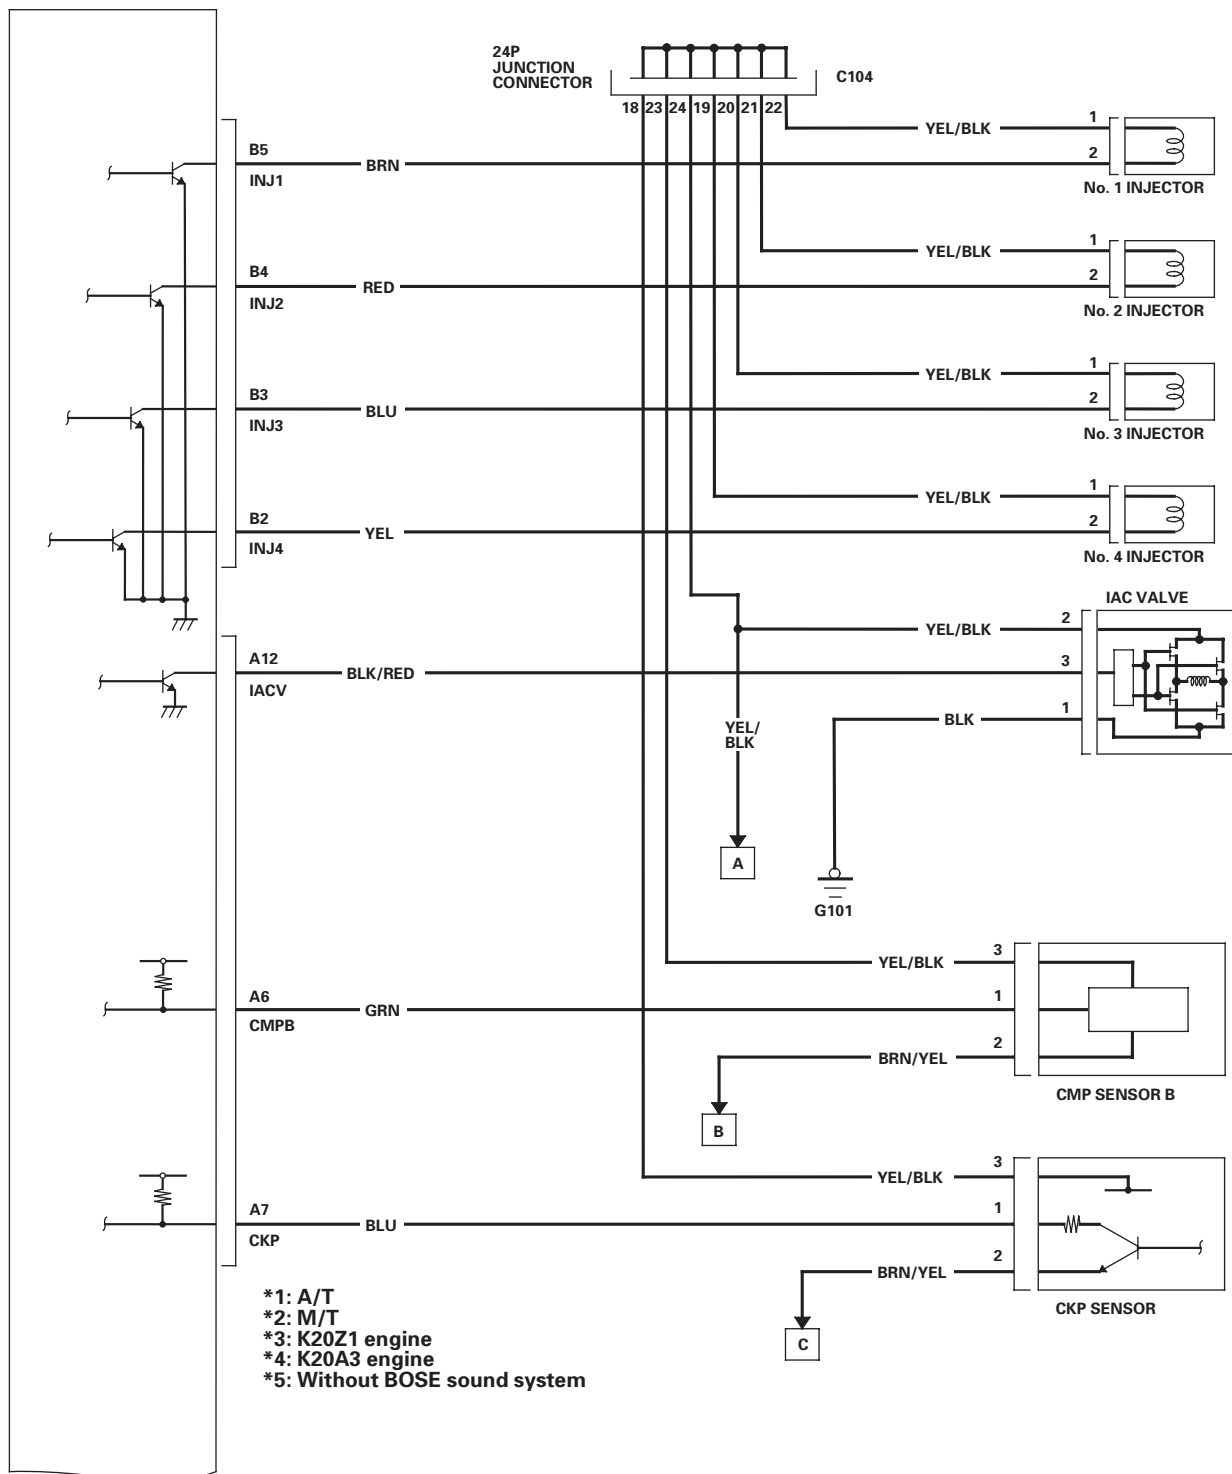 24P
JUNCTION
CONNECTOR
C104
18 23 24 19 20 21 22
YEL/BLK
1
B5
BRN
2
INJ1
No. 1 INJECTOR
YEL/BLK
1
B4
RED
2
INJ2
No. 2 INJECTOR
YEL/BLK
1
B3
BLU
2
INJ3
No. 3 INJECTOR
YEL/BLK
1
B2
YEL
2
INJ4
No. 4 INJECTOR
IAC VALVE
YEL/BLK
2
A12
BLK/RED
3
IACV
BLK
1
YEL/
BLK
A
G101
YEL/BLK
3
A6
GRN
1
CMPB
BRN/YEL
2
CMP SENSOR B
B
YEL/BLK
3
A7
BLU
1
CKP
BRN/YEL
2
CKP SENSOR
C
*1: A/T
*2: M/T
*3: K20Z1 engine
*4: K20A3 engine
*5: Without BOSE sound system